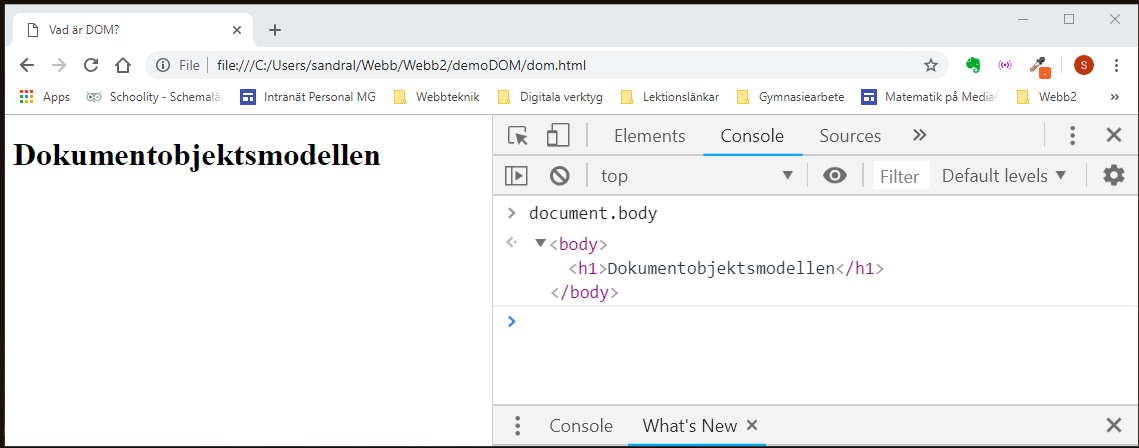 Vad är DOM?
File file:///C:/Users/sandral/Webb/Webb2/demoDOM/dom.html S
Apps Schoolity - Schemalä Intranät Personal MG Webbteknik Digitala verktyg Lektionslänkar Gymnasiearbete Matematik på Media Webb2 »
Dokumentobjektsmodellen
Elements Console Sources »
top Filter Default levels
document.body
<body>
<h1>Dokumentobjektsmodellen</h1>
</body>
Console What's New